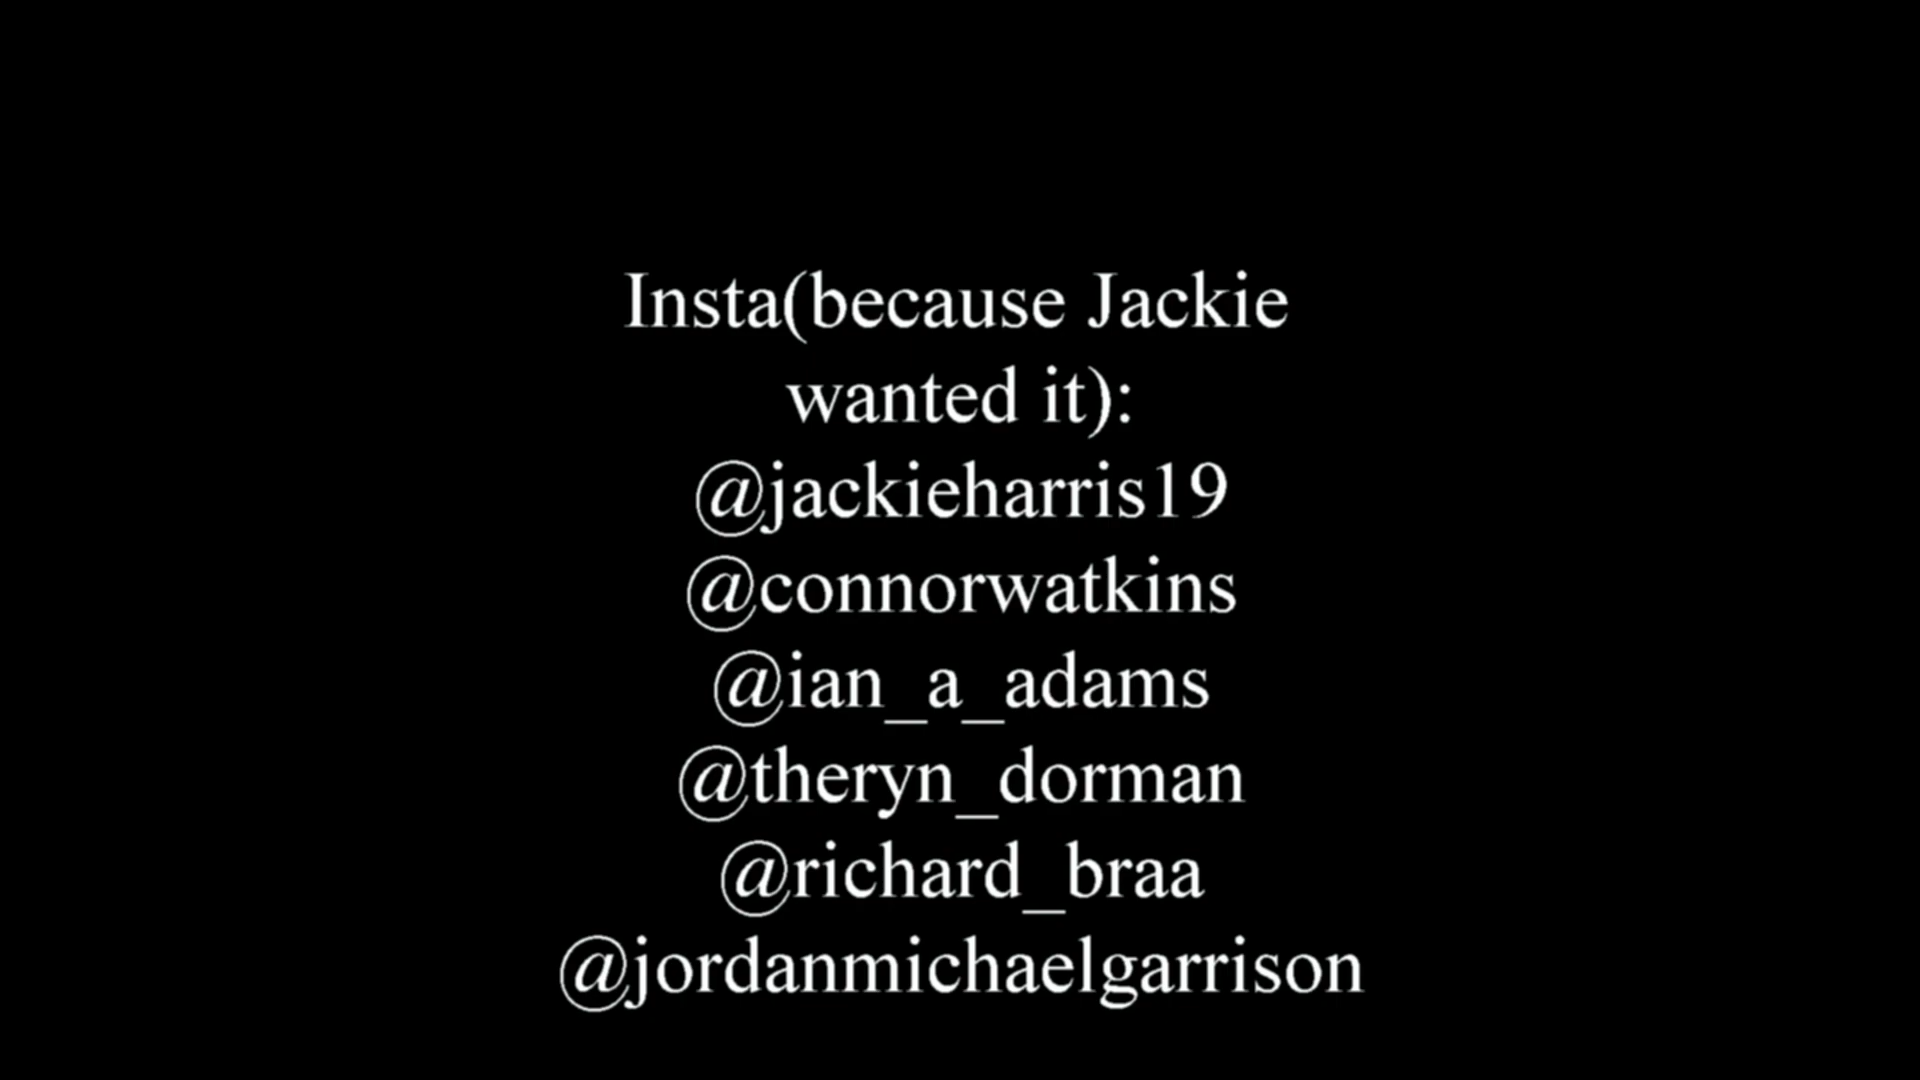 Insta(because Jackie
wanted it):
@jackieharris19
@connorwatkins
@ian_a_adams
@theryn_dorman
@richard_braa
@jordanmichaelgarrison